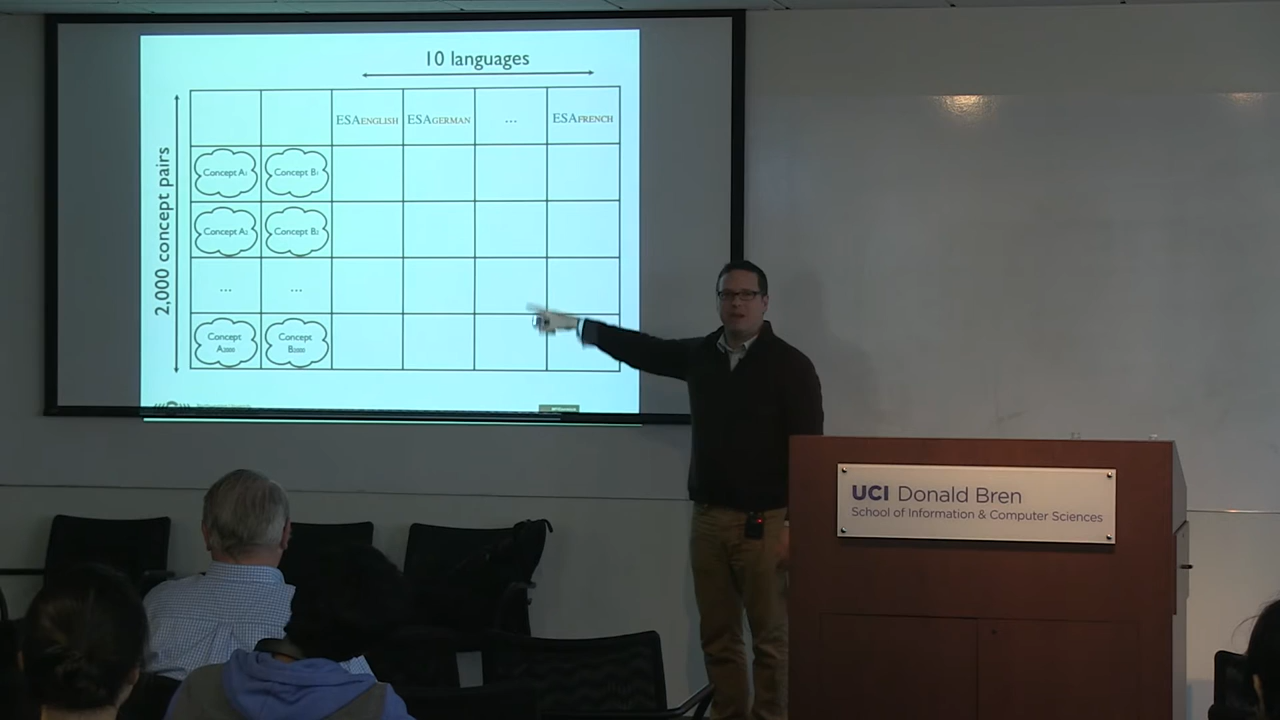 10 languages
2,000 concept pairs
ESAENGLISH ESAGERMAN ... ESAFRENCH
Concept A1 Concept B1
Concept A2 Concept B2
... ...
Concept A2000 Concept B2000
UCI Donald Bren
School of Information & Computer Sciences